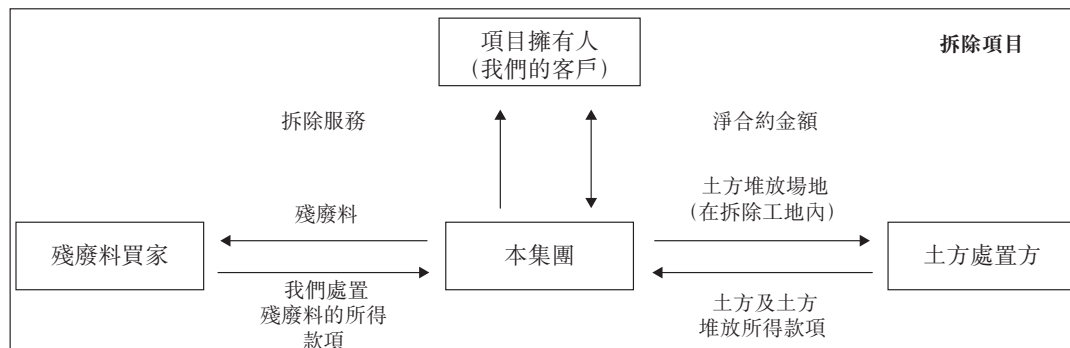 項目擁有人
(我們的客戶)
拆除項目
拆除服務
淨合約金額
殘廢料
土方堆放場地
(在拆除工地內)
殘廢料買家
本集團
土方處置方
我們處置
殘廢料的所得
款項
土方及土方
堆放所得款項